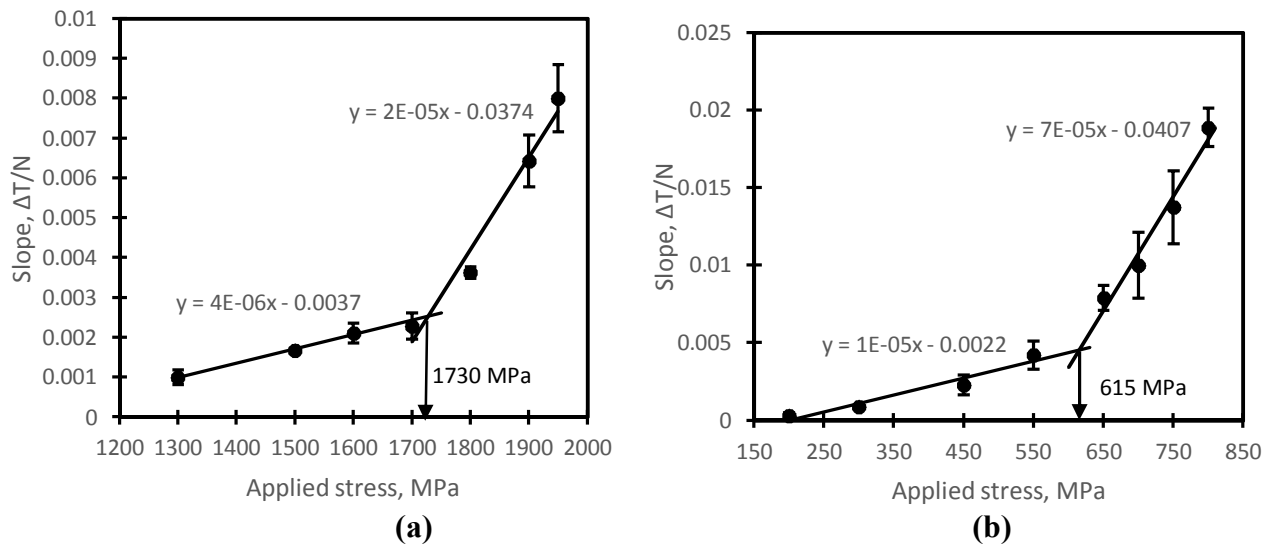 0.01
0.009
0.008
0.007
0.006
0.005
0.004
0.003
0.002
0.001
0
Slope, ΔT/N
y = 2E-05x - 0.0374
y = 4E-06x - 0.0037
1730 MPa
1200 1300 1400 1500 1600 1700 1800 1900 2000
Applied stress, MPa
(a)
0.025
0.02
0.015
0.01
0.005
0
Slope, ΔT/N
y = 7E-05x - 0.0407
y = 1E-05x - 0.0022
615 MPa
150 250 350 450 550 650 750 850
Applied stress, MPa
(b)